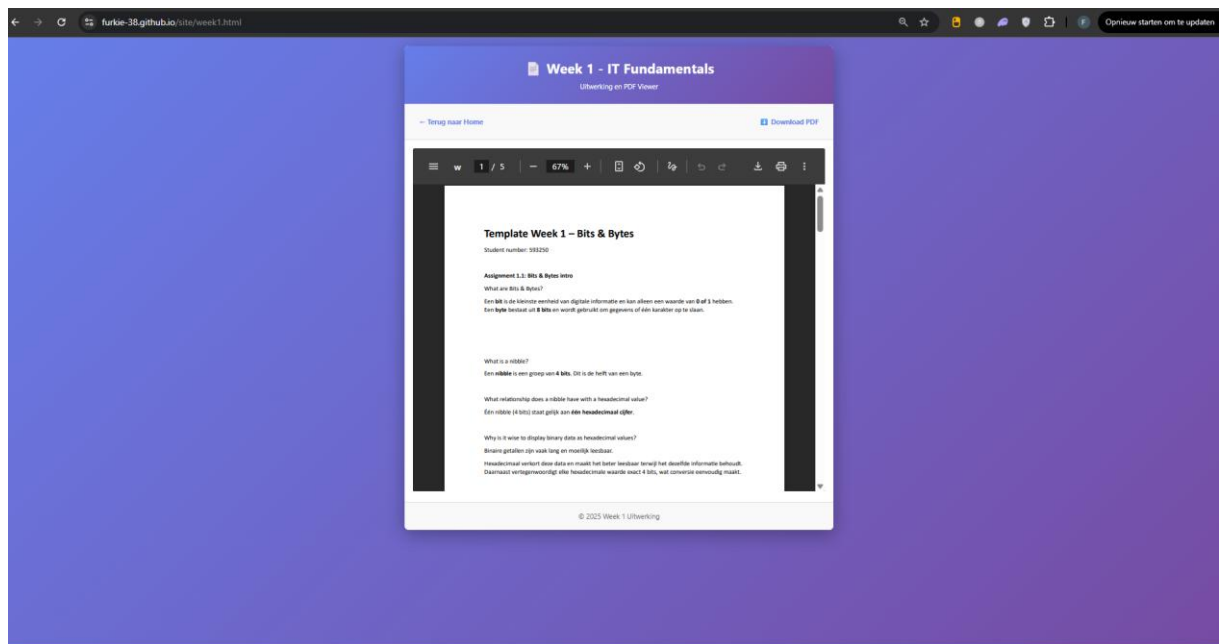 furkie-38.github.io/site/week1.html
Opnieuw starten om te updaten
Week 1 - IT Fundamentals
Uitwerking en PDF Viewer
← Terug naar Home
Download PDF
W 1 / 5 − 67% +
Template Week 1 – Bits & Bytes
Student number: 593250
Assignment 1.1: Bits & Bytes intro
What are Bits & Bytes?
Een bit is de kleinste eenheid van digitale informatie en kan alleen een waarde van 0 of 1 hebben.
Een byte bestaat uit 8 bits en wordt gebruikt om gegevens of één karakter op te slaan.
What is a nibble?
Een nibble is een groep van 4 bits. Dit is de helft van een byte.
What relationship does a nibble have with a hexadecimal value?
Één nibble (4 bits) staat gelijk aan één hexadecimaal cijfer.
Why is it wise to display binary data as hexadecimal values?
Binaire getallen zijn vaak lang en moeilijk leesbaar.
Hexadecimaal verkort deze data en maakt het beter leesbaar terwijl het dezelfde informatie behoudt.
Daarnaast vertegenwoordigt elke hexadecimale waarde exact 4 bits, wat conversie eenvoudig maakt.
© 2025 Week 1 Uitwerking